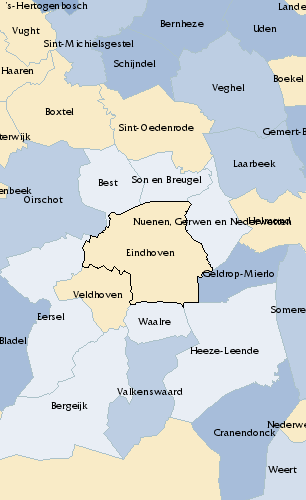 's-Hertogenbosch
Lande
Bernheze
Vught
Uden
Sint-Michielsgestel
Schijndel
Haaren
Boekel
Veghel
Boxtel
Sint-Oedenrode
Gemert-B
terwijk
Laarbeek
Best
Son en Breugel
enbeek
Oirschot
Nuenen, Gerwen en Nederwetten
Helmond
Eindhoven
Geldrop-Mierlo
Veldhoven
Somere
Eersel
Waalre
Bladel
Heeze-Leende
Valkenswaard
Bergeijk
Nederwe
Cranendonck
Weert